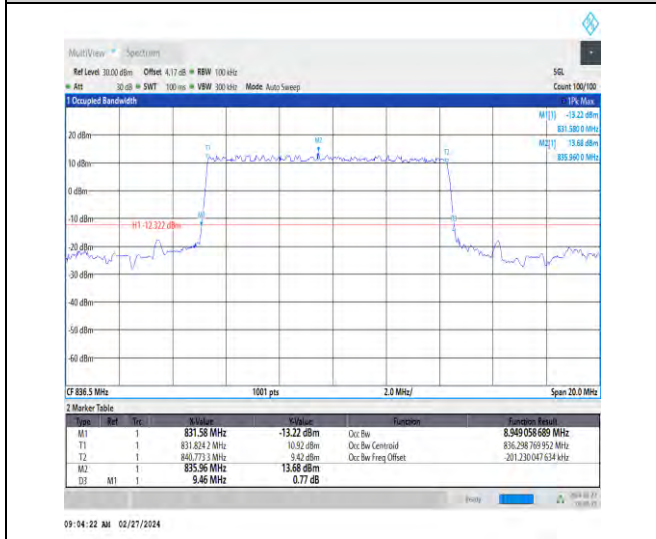 MultiView Spectrum
Ref Level 30.00 dBm Offset 4.17 dB RBW 100 kHz SGL
Att 30 dB SWT 100 ms VBW 300 kHz Mode Auto Sweep Count 100/100
1 Occupied Bandwidth 1Pk Max
M1[1] -13.22 dBm
831.580 0 MHz
M2[1] 13.68 dBm
835.960 0 MHz
T1 M2 T2
20 dBm
10 dBm
0 dBm
-10 dBm
H1 -12.322 dBm
-20 dBm
-30 dBm
-40 dBm
-50 dBm
-60 dBm
CF 836.5 MHz 1001 pts 2.0 MHz/ Span 20.0 MHz
2 Marker Table
Type Ref Trc X-Value Y-Value Function Function Result
M1 1 831.58 MHz -13.22 dBm Occ Bw 8.949 058 689 MHz
T1 1 831.824 2 MHz 10.92 dBm Occ Bw Centroid 836.298 769 952 MHz
T2 1 840.773 3 MHz 9.42 dBm Occ Bw Freq Offset -201.230 047 634 kHz
M2 1 835.96 MHz 13.68 dBm
D3 M1 1 9.46 MHz 0.77 dB
Ready
09:04:22 AM 02/27/2024